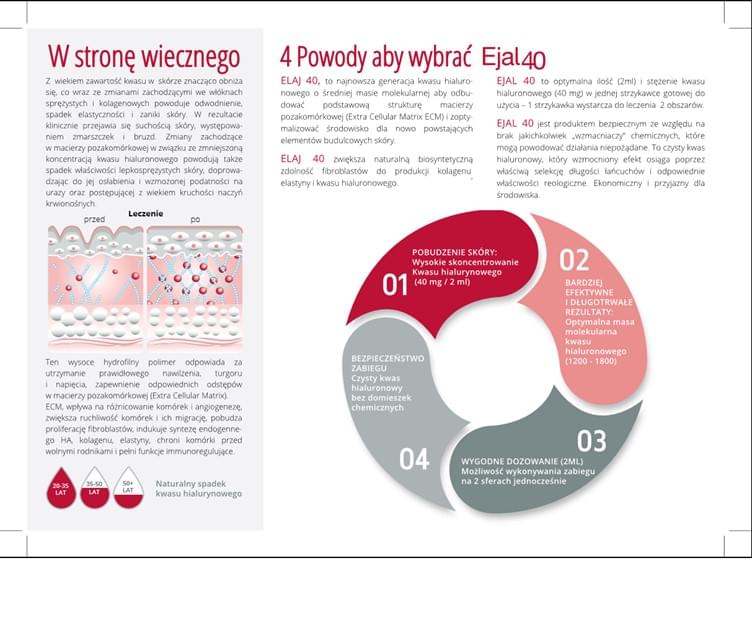 W stronę wiecznego
Z wiekiem zawartość kwasu w skórze znacząco obniża
się, co wraz ze zmianami zachodzącymi we włóknach
sprężystych i kolagenowych powoduje odwodnienie,
spadek elastyczności i zaniki skóry. W rezultacie
klinicznie przejawia się suchością skóry, występowa-
niem zmarszczek i bruzd. Zmiany zachodzące
w macierzy pozakomórkowej w związku ze zmniejszoną
koncentracją kwasu hialuronowego powodują także
spadek właściwości lepkosprężystych skóry, doprowa-
dzając do jej osłabienia i wzmożonej podatności na
urazy oraz postępującej z wiekiem kruchości naczyń
krwionośnych.
Leczenie
przed po
Ten wysoce hydrofilny polimer odpowiada za
utrzymanie prawidłowego nawilżenia, turgoru
i napięcia, zapewnienie odpowiednich odstępów
w macierzy pozakomórkowej (Extra Cellular Matrix).
ECM, wpływa na różnicowanie komórek i angiogenezę,
zwiększa ruchliwość komórek i ich migrację, pobudza
proliferację fibroblastów, indukuje syntezę endogenne-
go HA, kolagenu, elastyny, chroni komórki przed
wolnymi rodnikami i pełni funkcje immunoregulujące.
20-35
LAT
35-50
LAT
50+
LAT
Naturalny spadek
kwasu hialurynowego
4 Powody aby wybrać Ejal40
ELAJ 40, to najnowsza generacja kwasu hialuro-
nowego o średniej masie molekularnej aby odbu-
dować podstawową strukturę macierzy
pozakomórkowej (Extra Cellular Matrix ECM) i zopty-
malizować środowisko dla nowo powstających
elementów budulcowych skóry.
ELAJ 40 zwiększa naturalną biosyntetyczną
zdolność fibroblastów do produkcji kolagenu
elastyny i kwasu hialuronowego.
EJAL 40 to optymalna ilość (2ml) i stężenie kwasu
hialuronowego (40 mg) w jednej strzykawce gotowej do
użycia – 1 strzykawka wystarcza do leczenia 2 obszarów.
EJAL 40 jest produktem bezpiecznym ze względu na
brak jakichkolwiek „wzmacniaczy” chemicznych, które
mogą powodować działania niepożądane. To czysty kwas
hialuronowy, który wzmocniony efekt osiąga poprzez
właściwą selekcję długości łańcuchów i odpowiednie
właściwości reologiczne. Ekonomiczny i przyjazny dla
środowiska.
01
POBUDZENIE SKÓRY:
Wysokie skoncentrowanie
Kwasu hialurynowego
(40 mg / 2 ml)
02
BARDZIEJ
EFEKTYWNE
I DŁUGOTRWAŁE
REZULTATY:
Optymalna masa
molekularna
kwasu
hialuronowego
(1200 - 1800)
03
WYGODNE DOZOWANIE (2ML)
Możliwość wykonywania zabiegu
na 2 sferach jednocześnie
BEZPIECZEŃSTWO
ZABIEGU
Czysty kwas
hialuronowy
bez domieszek
chemicznych
04